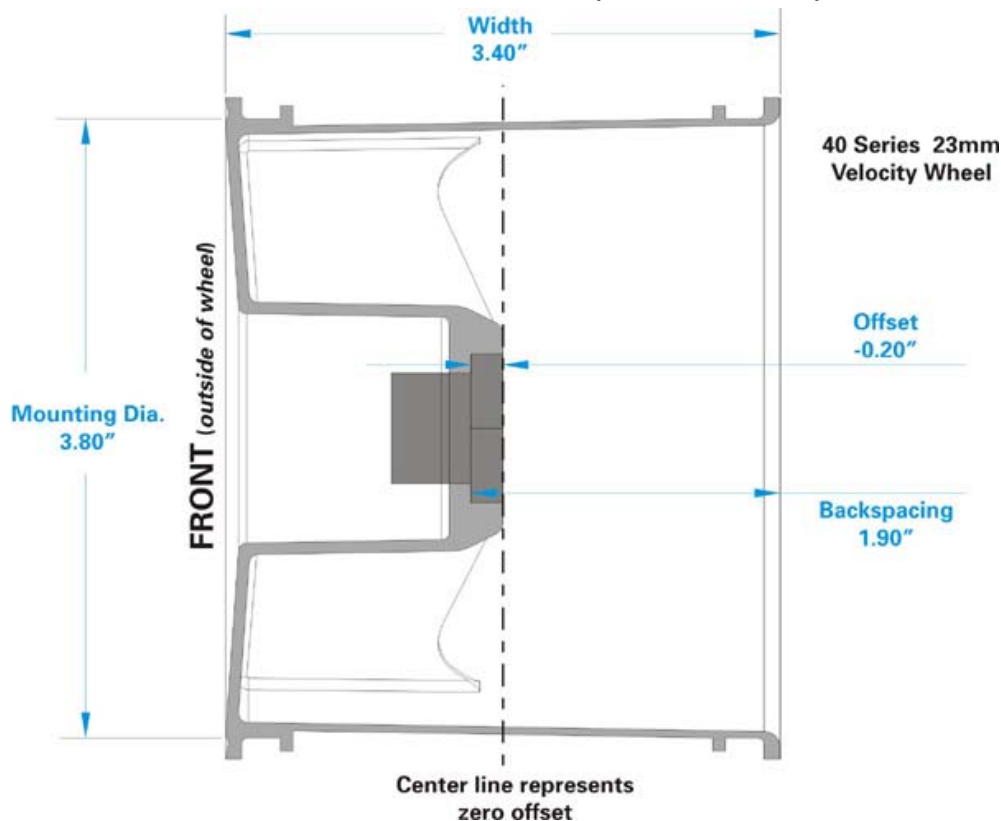 Width
3.40"
40 Series 23mm
Velocity Wheel
FRONT (outside of wheel)
Offset
-0.20"
Mounting Dia.
3.80"
Backspacing
1.90"
Center line represents
zero offset